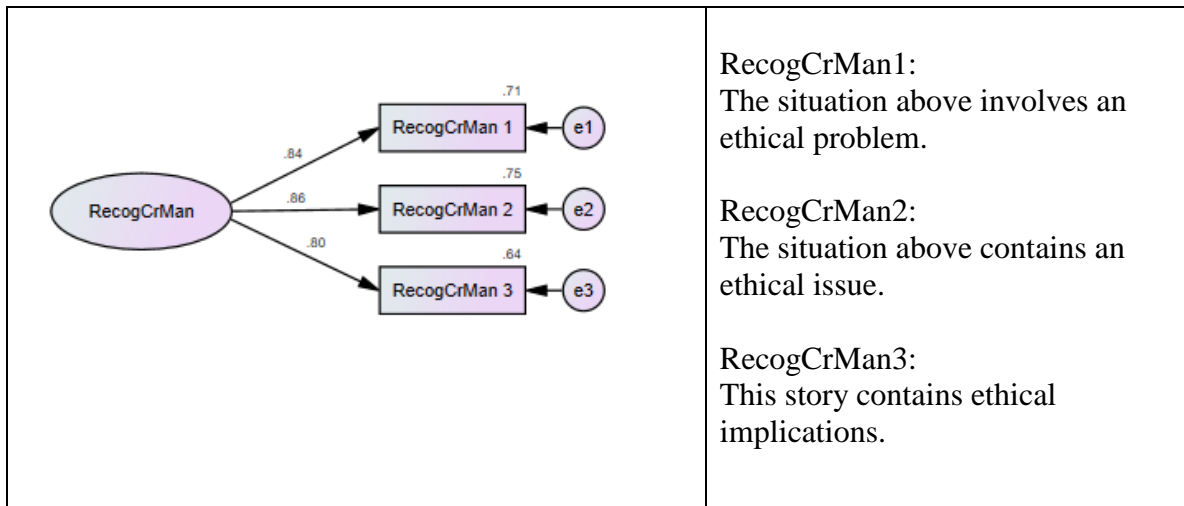 .71
RecogCrMan 1
e1
.84
.75
RecogCrMan
.86
RecogCrMan 2
e2
.80
.64
RecogCrMan 3
e3
RecogCrMan1:
The situation above involves an
ethical problem.
RecogCrMan2:
The situation above contains an
ethical issue.
RecogCrMan3:
This story contains ethical
implications.